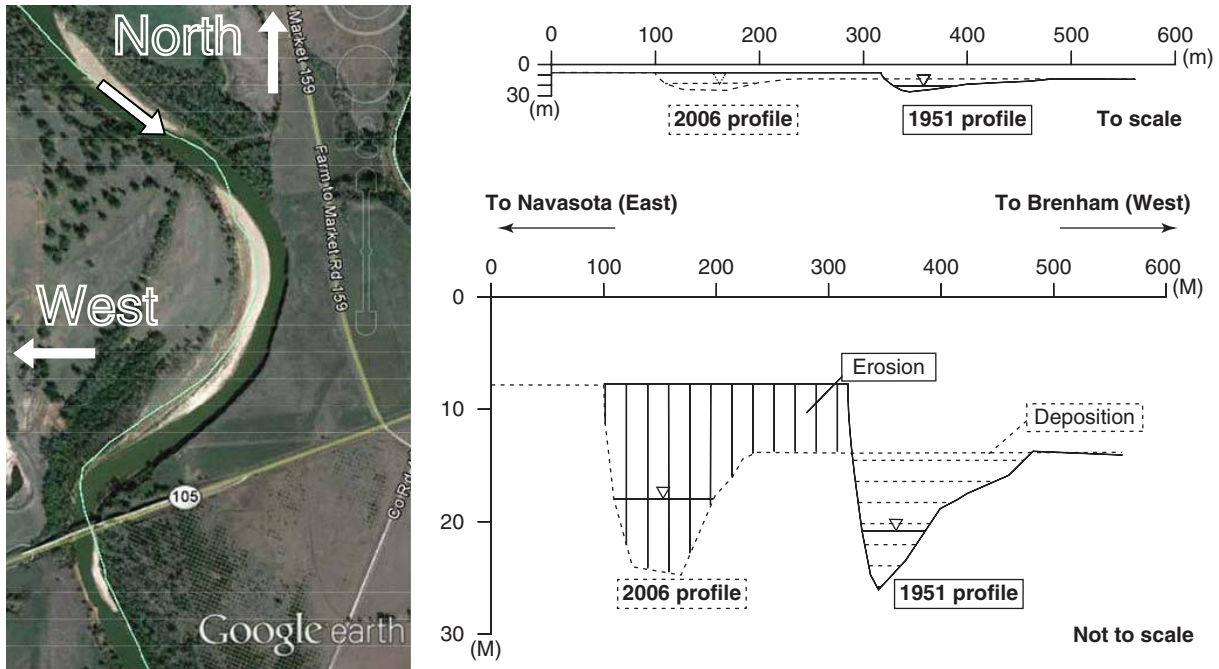 North
Market 159
Farm to Market Rd 159
West
105
Co Rd
Google earth
0 100 200 300 400 500 600
(m)
0
30
(m)
2006 profile
1951 profile
To scale
To Navasota (East)
To Brenham (West)
0 100 200 300 400 500 600
(M)
0
Erosion
10
Deposition
20
2006 profile
1951 profile
30
(M)
Not to scale